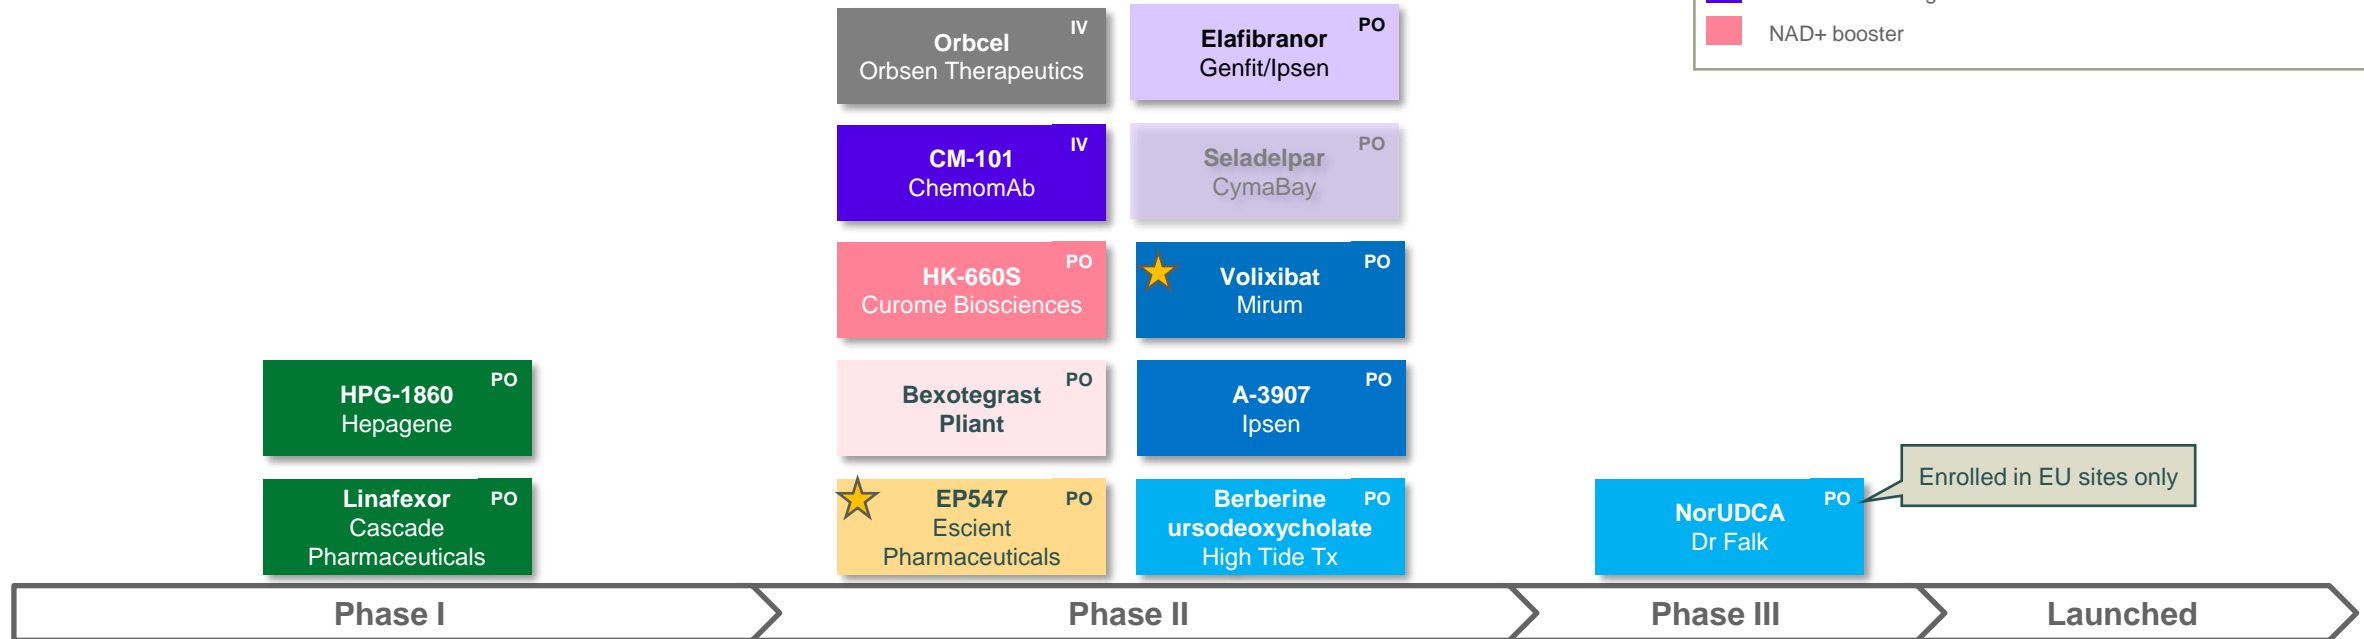 NAD+ booster
Orbcel IV
Orbsen Therapeutics
Elafibranor PO
Genfit/Ipsen
CM-101 IV
ChemomAb
Seladelpar PO
CymaBay
HK-660S PO
Curome Biosciences
Volixibat PO
Mirum
HPG-1860 PO
Hepagene
Bexotegrast PO
Pliant
A-3907 PO
Ipsen
Linafexor PO
Cascade
Pharmaceuticals
EP547 PO
Escient
Pharmaceuticals
Berberine PO
ursodeoxycholate
High Tide Tx
NorUDCA PO
Dr Falk
Enrolled in EU sites only
Phase I
Phase II
Phase III
Launched